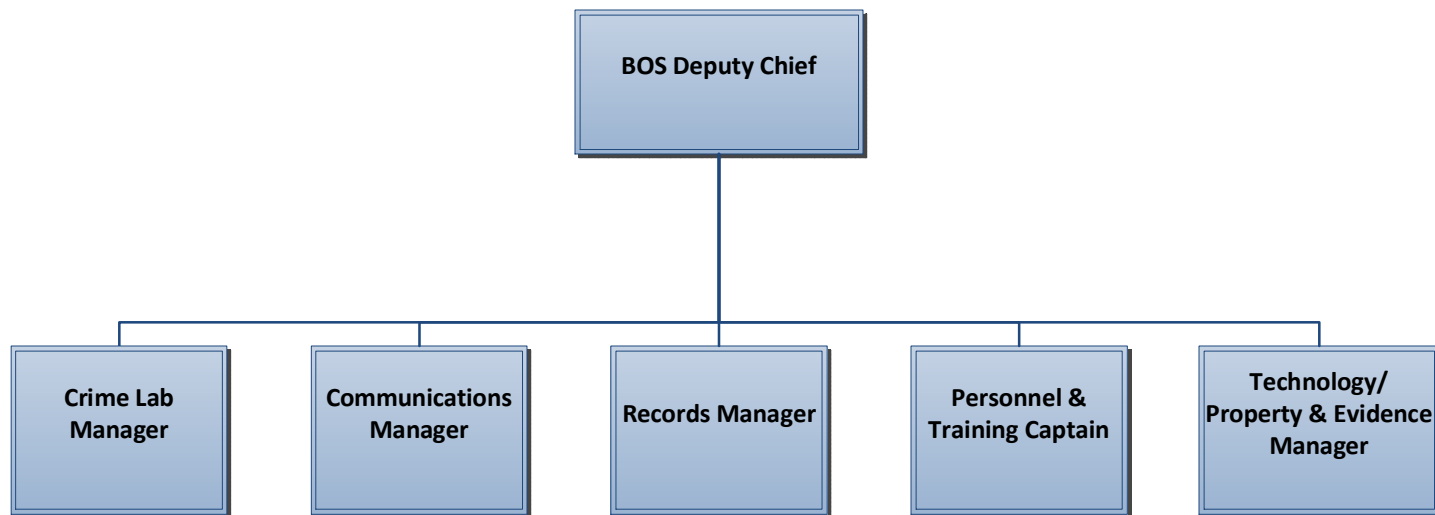 BOS Deputy Chief
Crime Lab
Manager
Communications
Manager
Records Manager
Personnel &
Training Captain
Technology/
Property & Evidence
Manager